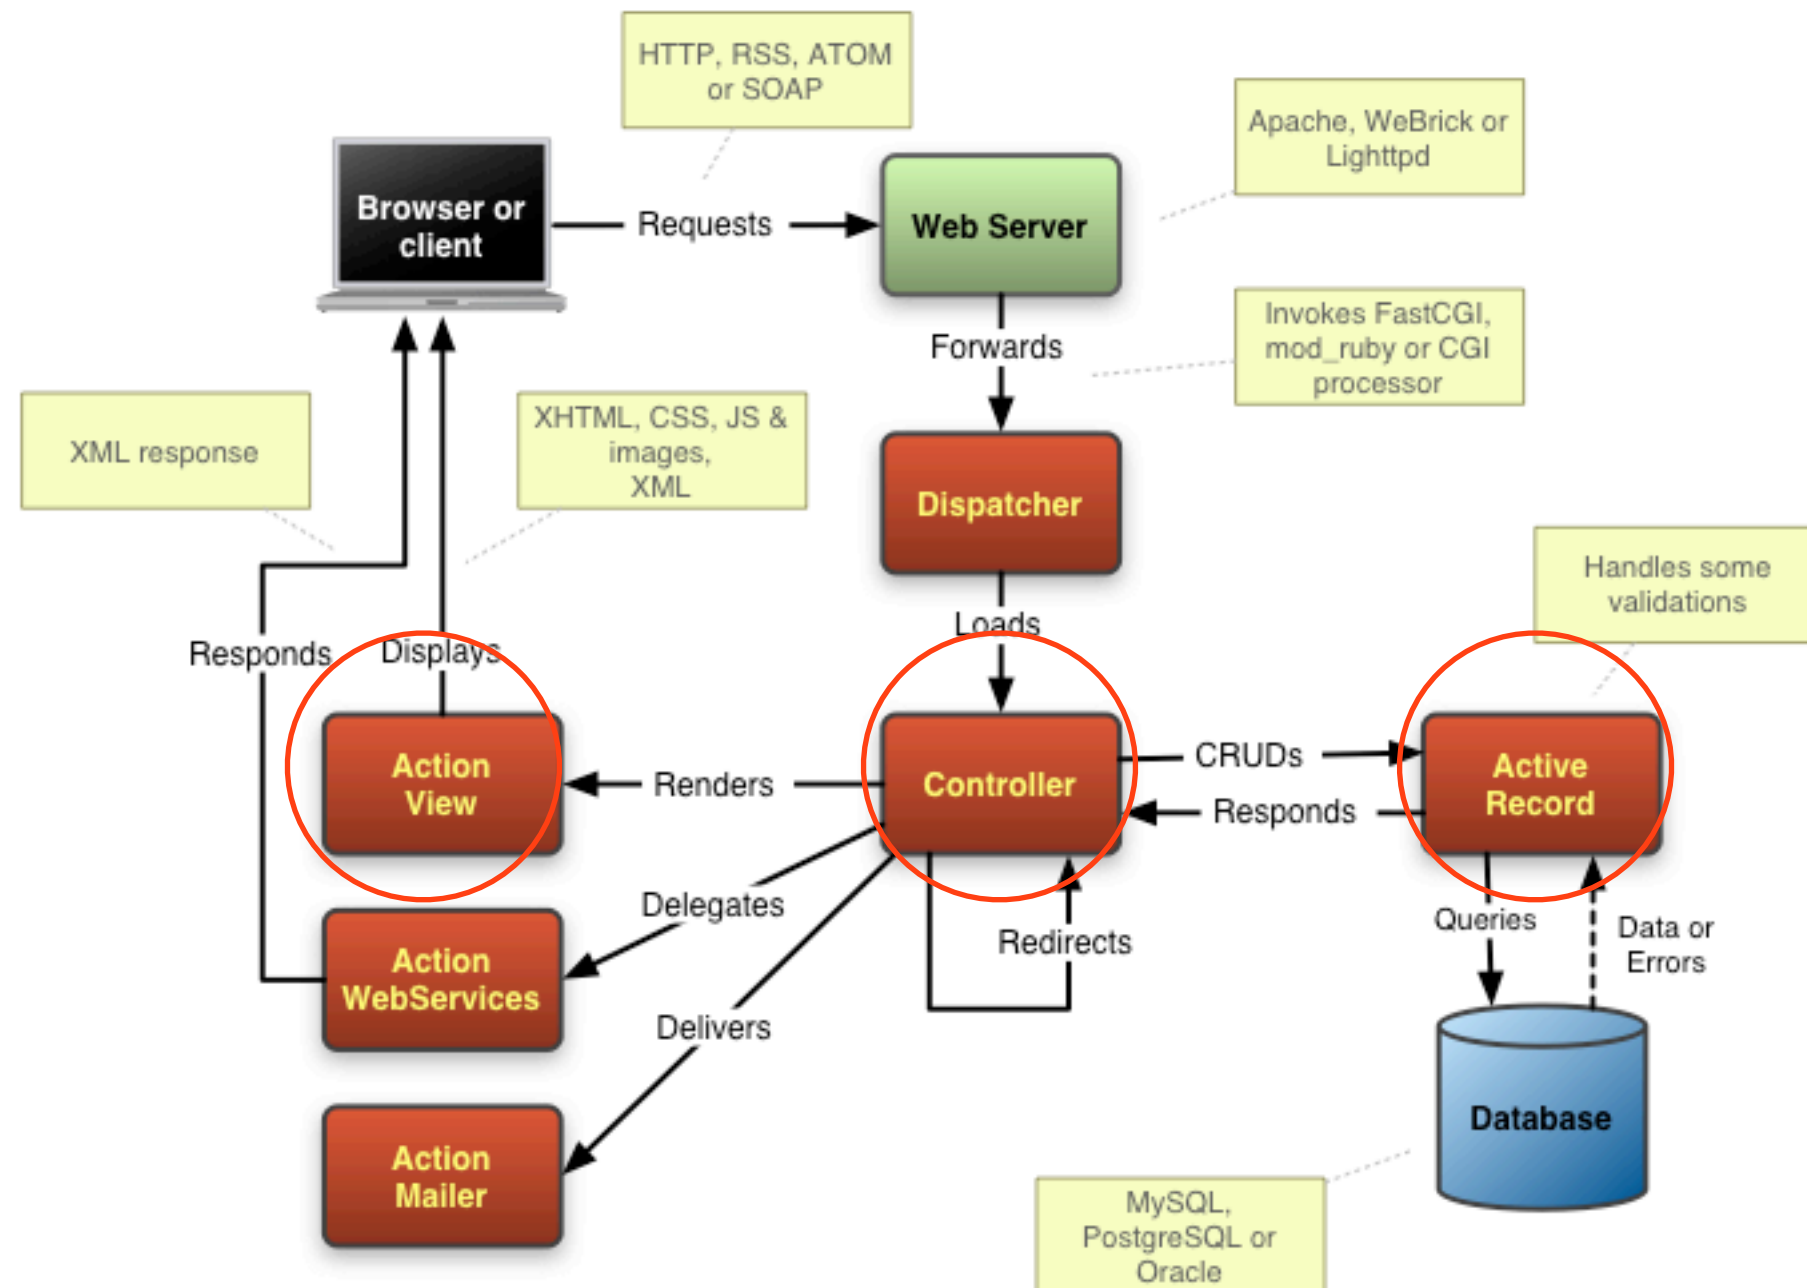 HTTP, RSS, ATOM
or SOAP
Apache, WeBrick or
Lighttpd
Browser or
client
Requests
Web Server
Invokes FastCGI,
mod_ruby or CGI
processor
Forwards
XML response
XHTML, CSS, JS &
images,
XML
Dispatcher
Handles some
validations
Loads
Responds
Displays
Action
View
Renders
Controller
CRUDs
Responds
Active
Record
Delegates
Redirects
Queries
Data or
Errors
Action
WebServices
Delivers
Database
Action
Mailer
MySQL,
PostgreSQL or
Oracle